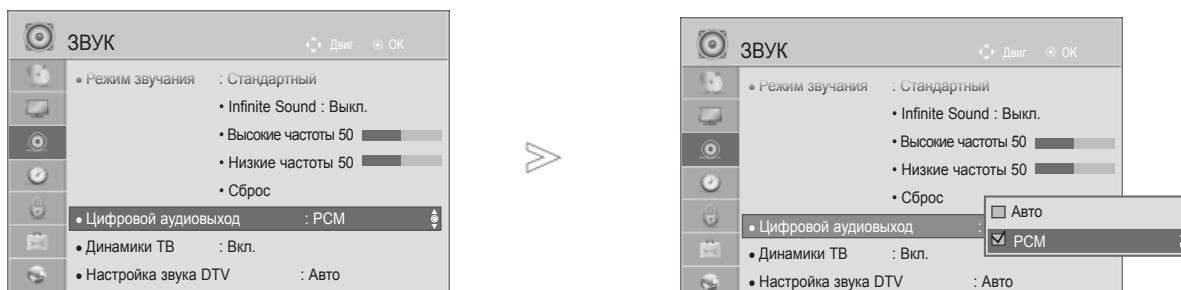 ЗВУК Двиг OK
• Режим звучания : Стандартный
• Infinite Sound : Выкл.
• Высокие частоты 50
• Низкие частоты 50
• Сброс
• Цифровой аудиовыход : PCM
• Динамики ТВ : Вкл.
• Настройка звука DTV : Авто
ЗВУК Двиг OK
• Режим звучания : Стандартный
• Infinite Sound : Выкл.
• Высокие частоты 50
• Низкие частоты 50
• Сброс
• Цифровой аудиовыход :
Авто
PCM
• Динамики ТВ : Вкл.
• Настройка звука DTV : Авто